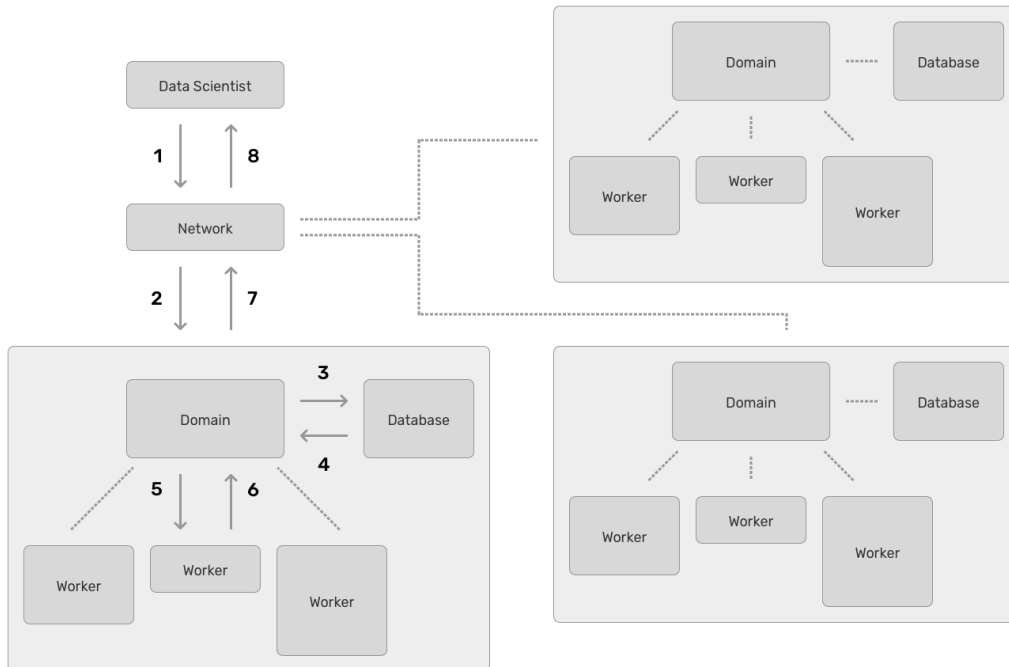 Data Scientist
1
8
Network
2
7
Domain
3
Database
4
5
6
Worker
Worker
Worker
Domain
Database
Worker
Worker
Worker
Domain
Database
Worker
Worker
Worker